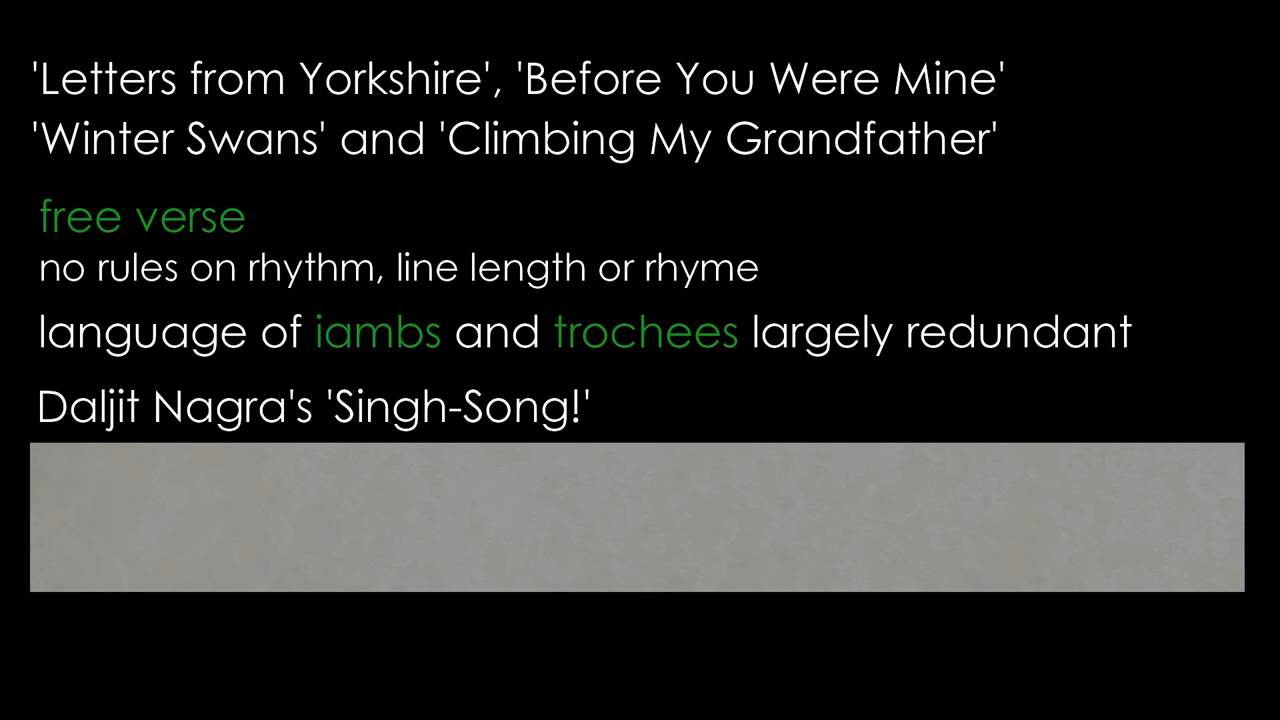 'Letters from Yorkshire', 'Before You Were Mine'
'Winter Swans' and 'Climbing My Grandfather'
free verse
no rules on rhythm, line length or rhyme
language of iambs and trochees largely redundant
Daljit Nagra's 'Singh-Song!'